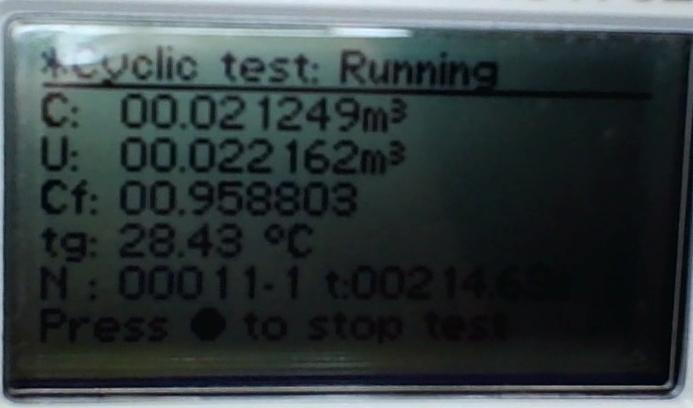 *Cyclic test: Running
C: 00.021249m³
U: 00.022162m³
Cf: 00.958803
tg: 28.43 °C
N : 00011-1
Press ● to stop test